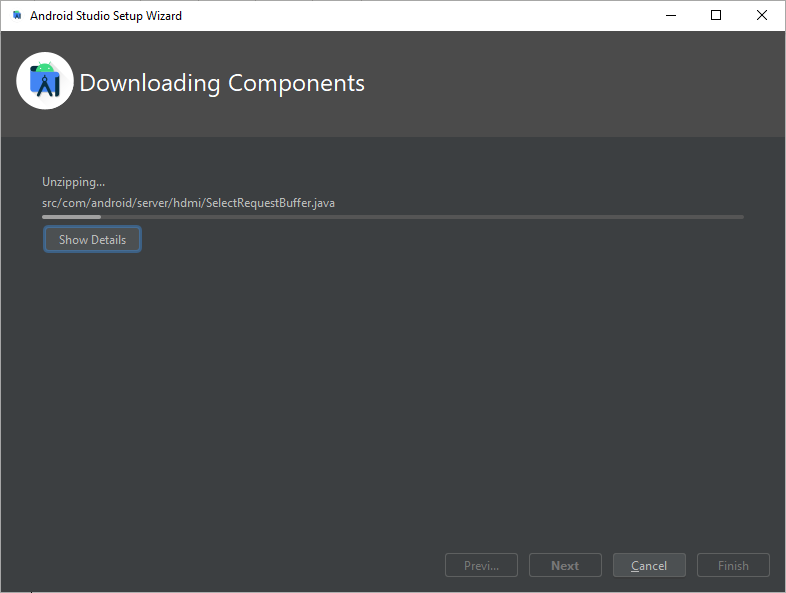 Android Studio Setup Wizard
Downloading Components
Unzipping...
src/com/android/server/hdmi/SelectRequestBuffer.java
Show Details
Previ... Next Cancel Finish